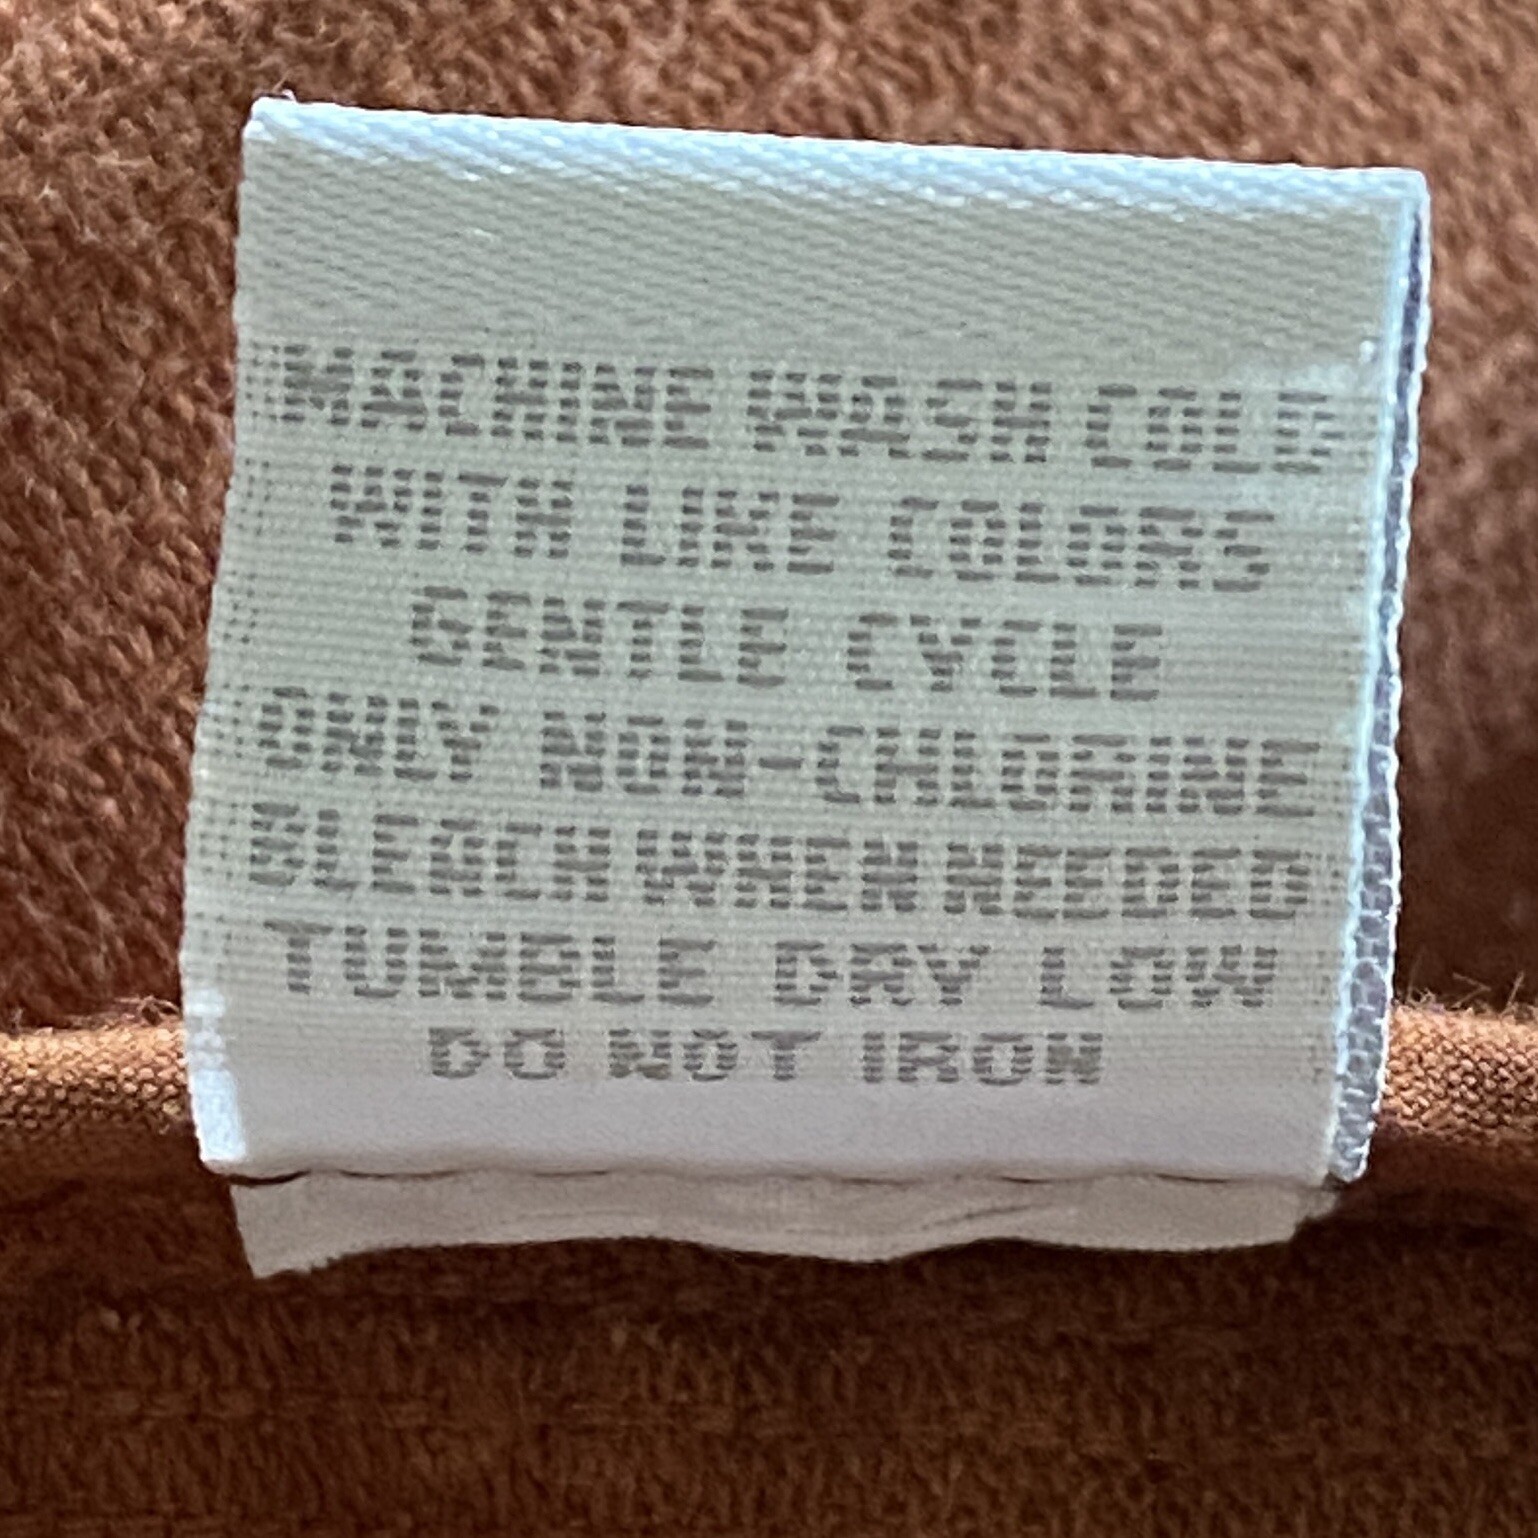 MACHINE WASH COLD
WITH LIKE COLORS
GENTLE CYCLE
ONLY NON-CHLORINE
BLEACH WHEN NEEDED
TUMBLE DRY LOW
DO NOT IRON